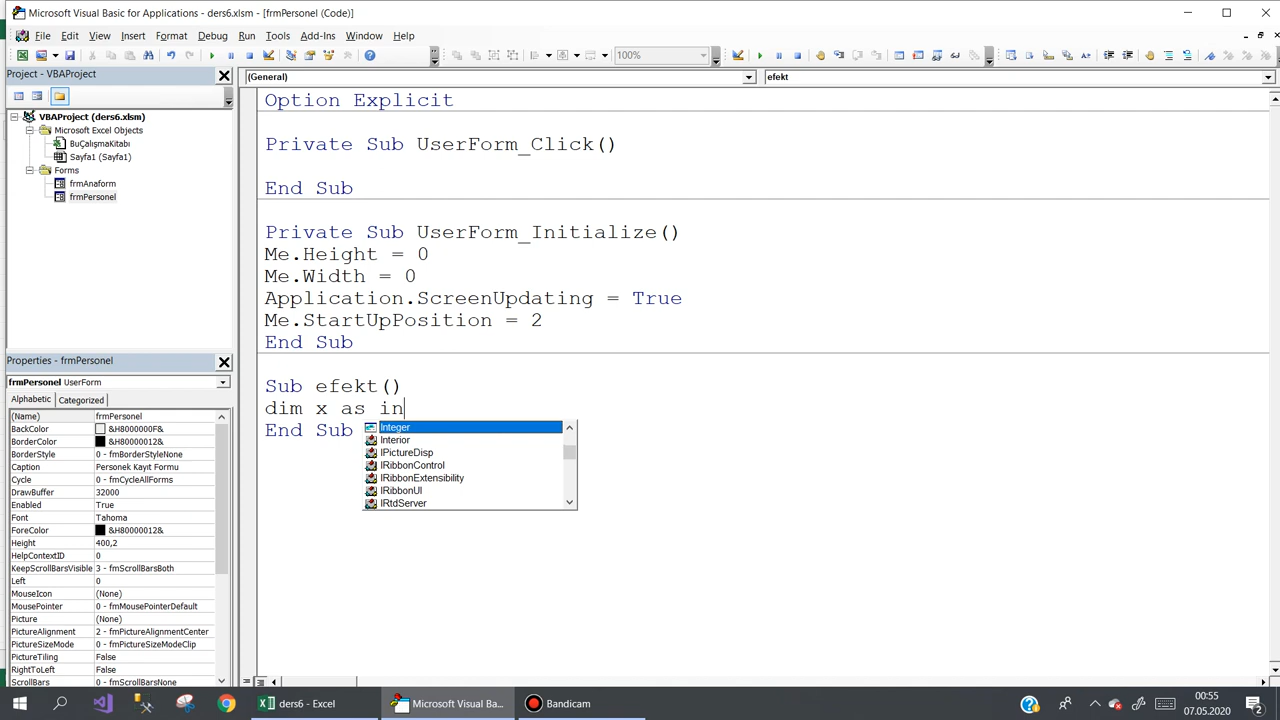 Microsoft Visual Basic for Applications - ders6.xlsm - [frmPersonel (Code)]
File Edit View Insert Format Debug Run Tools Add-Ins Window Help
100%
Project - VBAProject
(General)
efekt
VBAProject (ders6.xlsm)
Microsoft Excel Objects
BuÇalışmaKitabı
Sayfa1 (Sayfa1)
Forms
frmAnaform
frmPersonel
Option Explicit
Private Sub UserForm_Click()
End Sub
Private Sub UserForm_Initialize()
Me.Height = 0
Me.Width = 0
Application.ScreenUpdating = True
Me.StartUpPosition = 2
End Sub
Sub efekt()
dim x as in
End Sub
Integer
Interior
IPictureDisp
IRibbonControl
IRibbonExtensibility
IRibbonUI
IRtdServer
Properties - frmPersonel
frmPersonel UserForm
Alphabetic Categorized
(Name) frmPersonel
BackColor &H8000000F&
BorderColor &H80000012&
BorderStyle 0 - fmBorderStyleNone
Caption Personek Kayıt Formu
Cycle 0 - fmCycleAllForms
DrawBuffer 32000
Enabled True
Font Tahoma
ForeColor &H80000012&
Height 400,2
HelpContextID 0
KeepScrollBarsVisible 3 - fmScrollBarsBoth
Left 0
MouseIcon (None)
MousePointer 0 - fmMousePointerDefault
Picture (None)
PictureAlignment 2 - fmPictureAlignmentCenter
PictureSizeMode 0 - fmPictureSizeModeClip
PictureTiling False
RightToLeft False
ScrollBars 0 - fmScrollBarsNone
ders6 - Excel
Microsoft Visual Ba...
Bandicam
00:55
07.05.2020
2